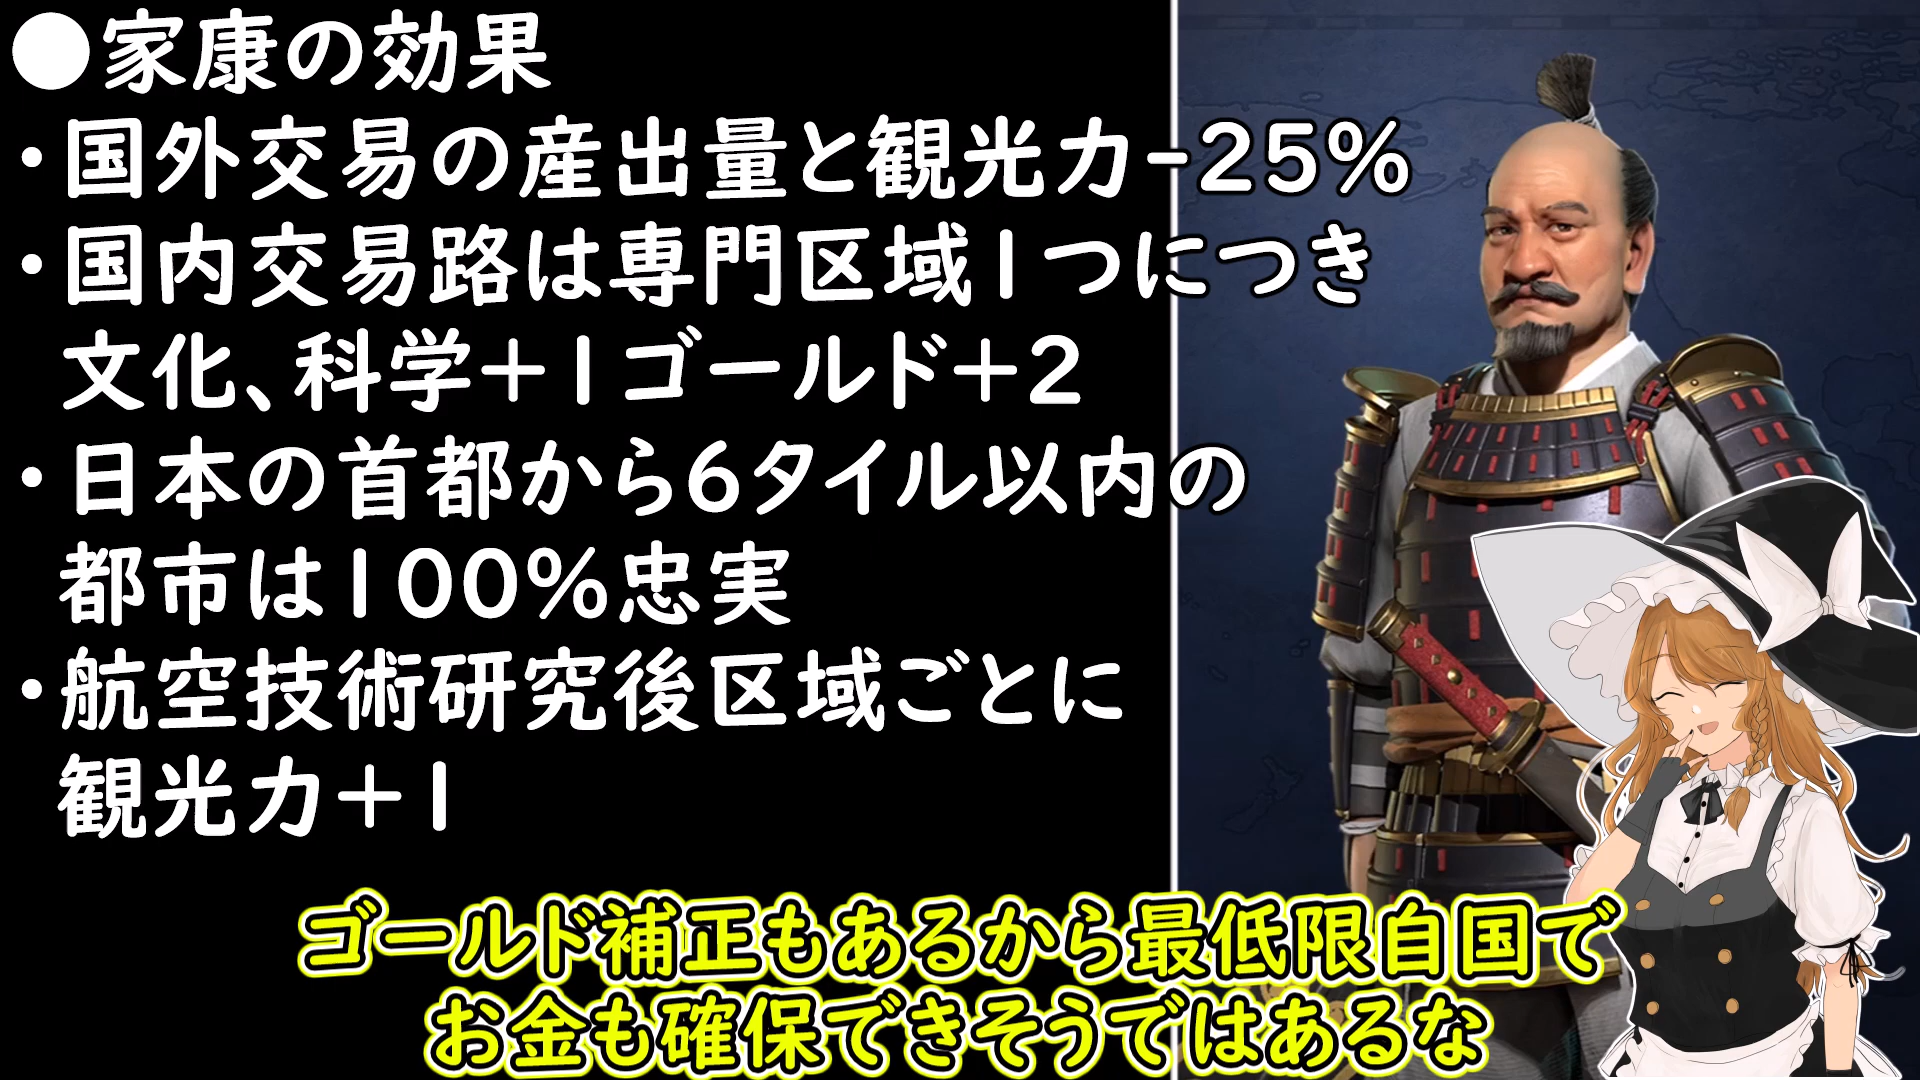 ●家康の効果
・国外交易の産出量と観光力-25%
・国内交易路は専門区域1つにつき
文化、科学+1ゴールド+2
・日本の首都から6タイル以内の
都市は100%忠実
・航空技術研究後区域ごとに
観光力+1
ゴールド補正もあるから最低限自国で
お金も確保できそうではあるな